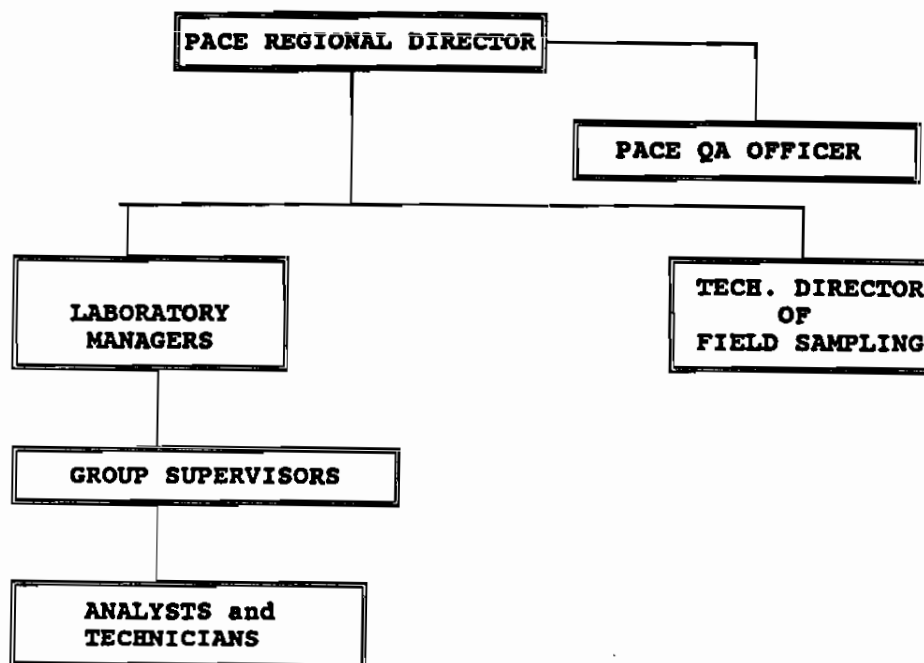 PACE REGIONAL DIRECTOR
PACE QA OFFICER
LABORATORY
MANAGERS
TECH. DIRECTOR
OF
FIELD SAMPLING
GROUP SUPERVISORS
ANALYSTS and
TECHNICIANS